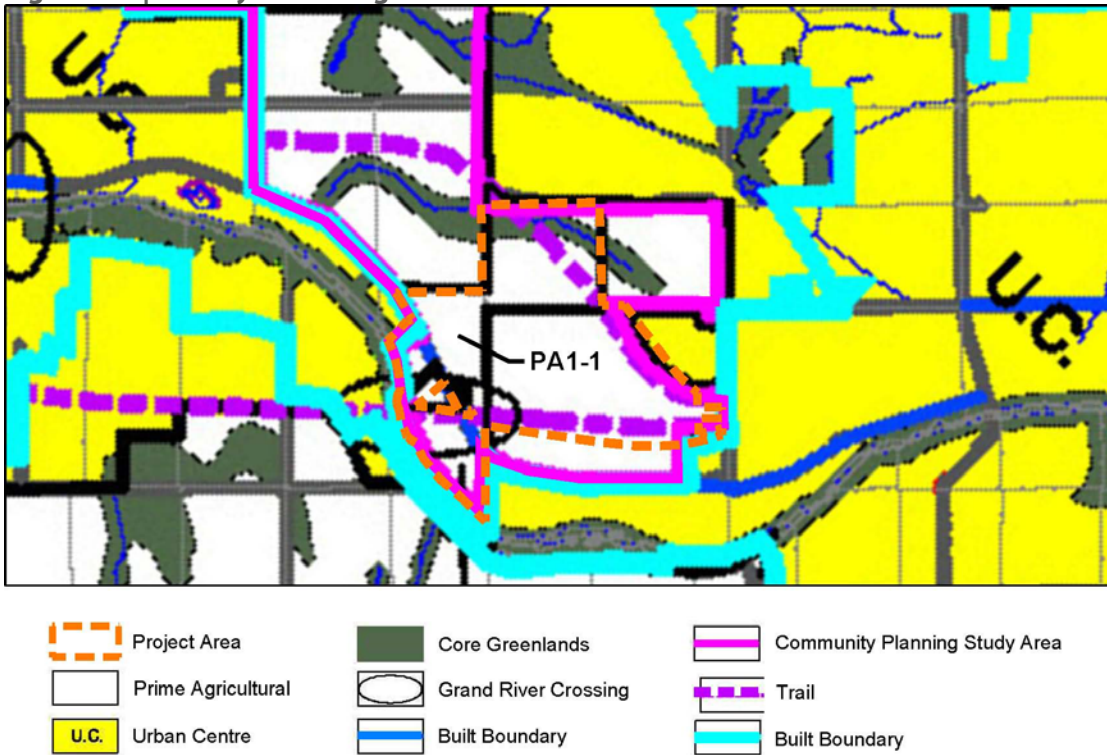 U.C.
U.C.
PA1-1
Project Area
Core Greenlands
Community Planning Study Area
Prime Agricultural
Grand River Crossing
Trail
U.C.
Urban Centre
Built Boundary
Built Boundary